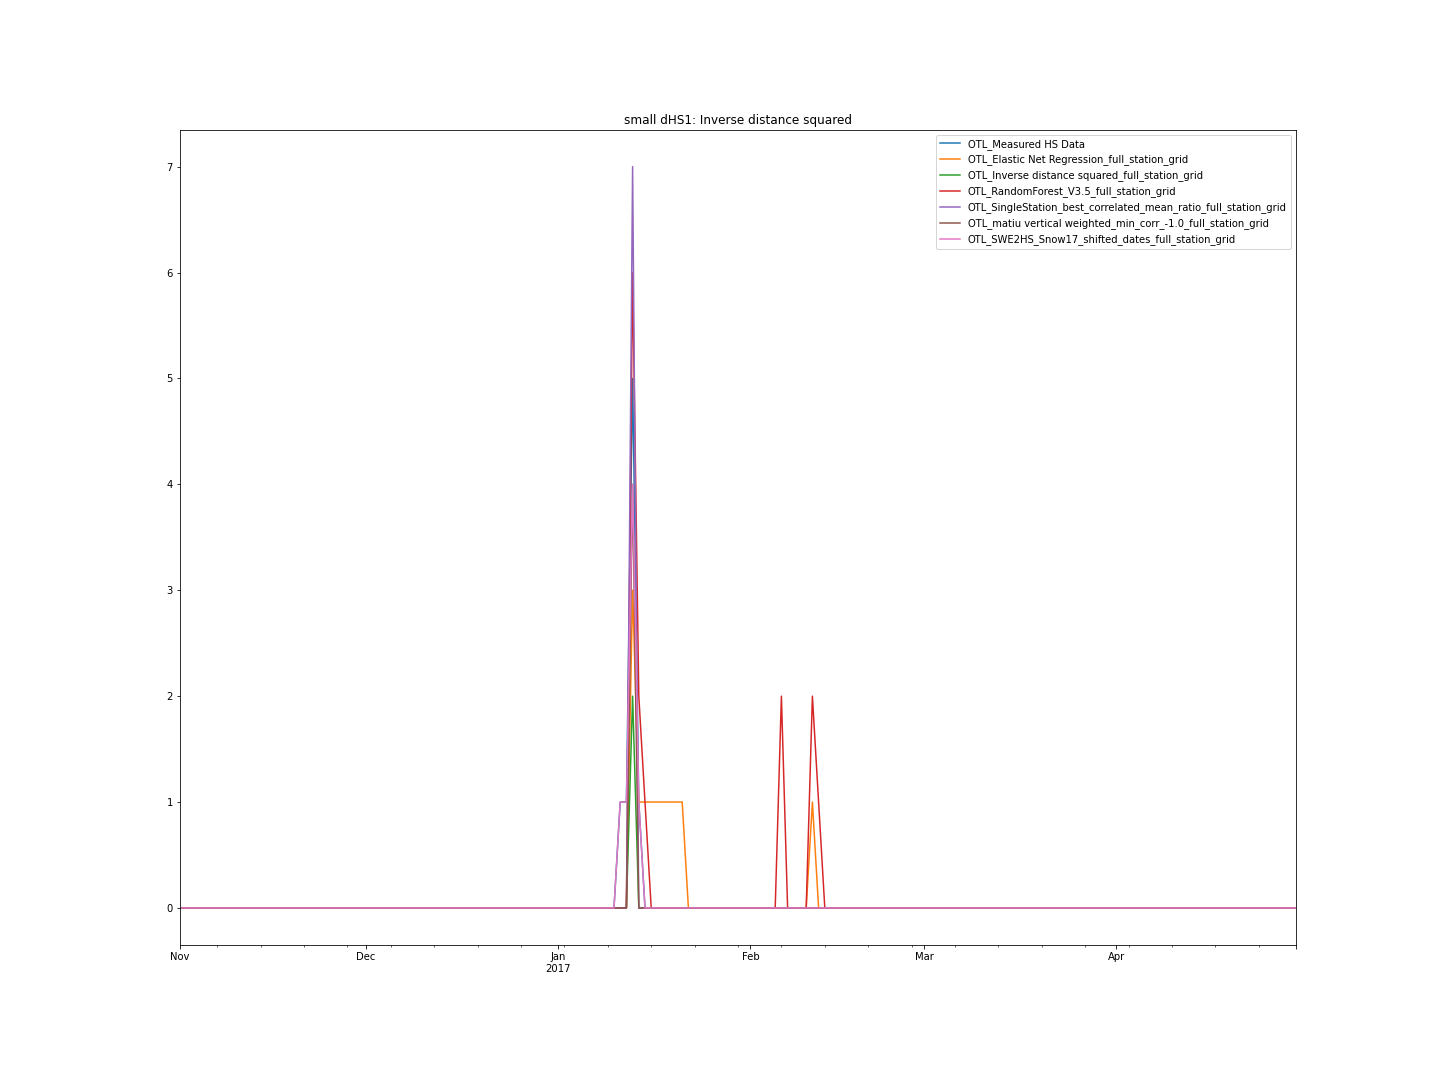 small dHS1: Inverse distance squared
OTL_Measured HS Data
OTL_Elastic Net Regression_full_station_grid
OTL_Inverse distance squared_full_station_grid
OTL_RandomForest_V3.5_full_station_grid
OTL_SingleStation_best_correlated_mean_ratio_full_station_grid
OTL_matiu vertical weighted_min_corr_-1.0_full_station_grid
OTL_SWE2HS_Snow17_shifted_dates_full_station_grid
7
6
5
4
3
2
1
0
Nov
Dec
Jan
2017
Feb
Mar
Apr